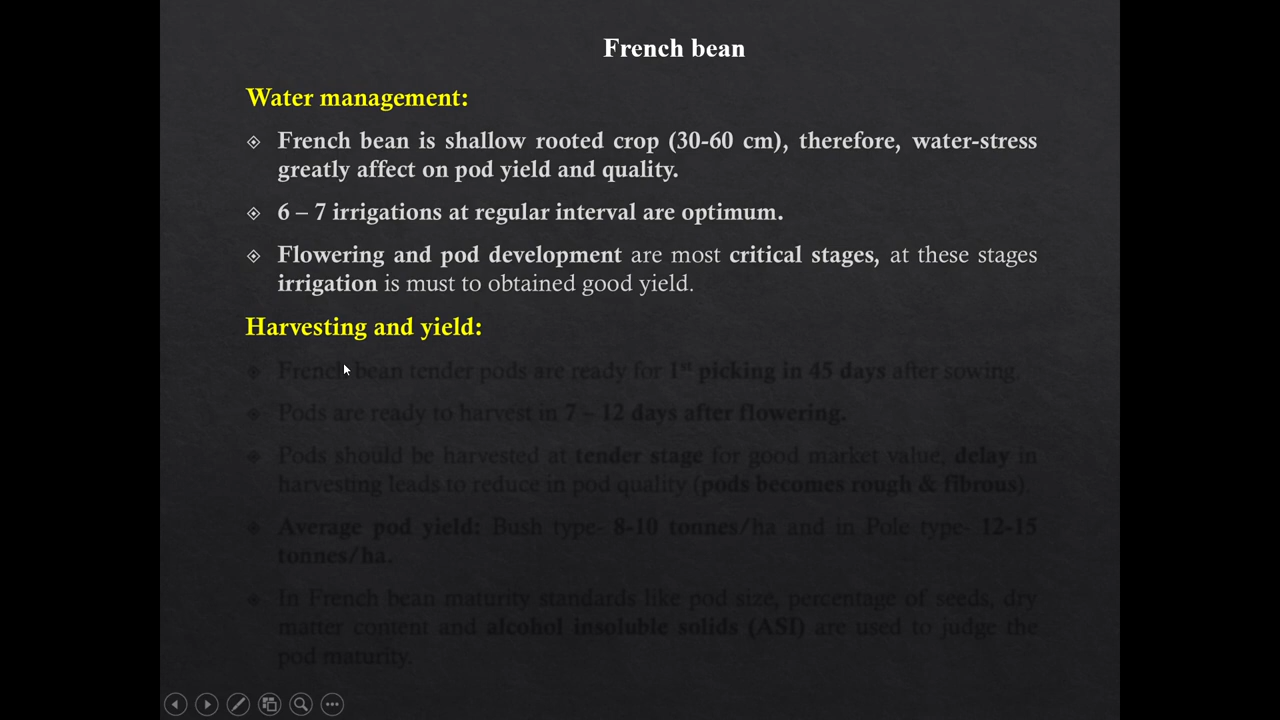 French bean
Water management:
French bean is shallow rooted crop (30-60 cm), therefore, water-stress
greatly affect on pod yield and quality.
6 – 7 irrigations at regular interval are optimum.
Flowering and pod development are most critical stages, at these stages
irrigation is must to obtained good yield.
Harvesting and yield:
French bean tender pods are ready for 1st picking in 45 days after sowing.
Pods are ready to harvest in 7 – 12 days after flowering.
Pods should be harvested at tender stage for good market value, delay in
harvesting leads to reduce in pod quality (pods becomes rough & fibrous)
Average pod yield: Bush type- 8-10 tonnes/ha and in Pole type- 12-15
tonnes/ha.
In French bean maturity standards like pod size, percentage of seeds, dry
matter content and alcohol insoluble solids (ASI) are used to judge the
pod maturity.